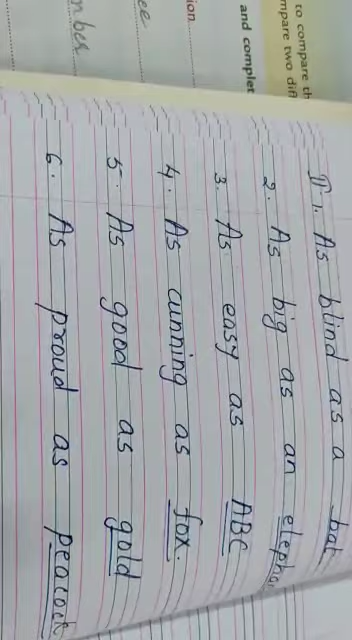 to compare th
mpare two diff
and complet
ion
ee
mber
II 1. As blind as a bat
2. As big as an elepha
3. As easy as ABC
4. As cunning as fox.
5. As good as gold
6. As proud as peacock